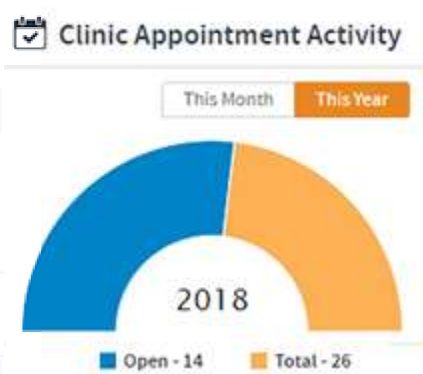 Clinic Appointment Activity
This Month This Year
2018
Open - 14 Total - 26